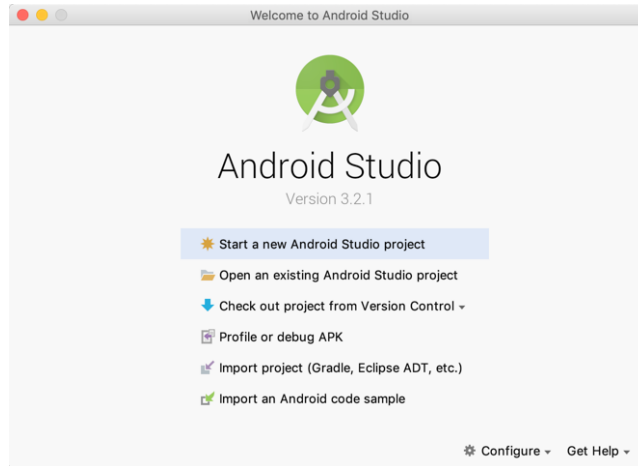 Welcome to Android Studio
Android Studio
Version 3.2.1
Start a new Android Studio project
Open an existing Android Studio project
Check out project from Version Control
Profile or debug APK
Import project (Gradle, Eclipse ADT, etc.)
Import an Android code sample
Configure Get Help